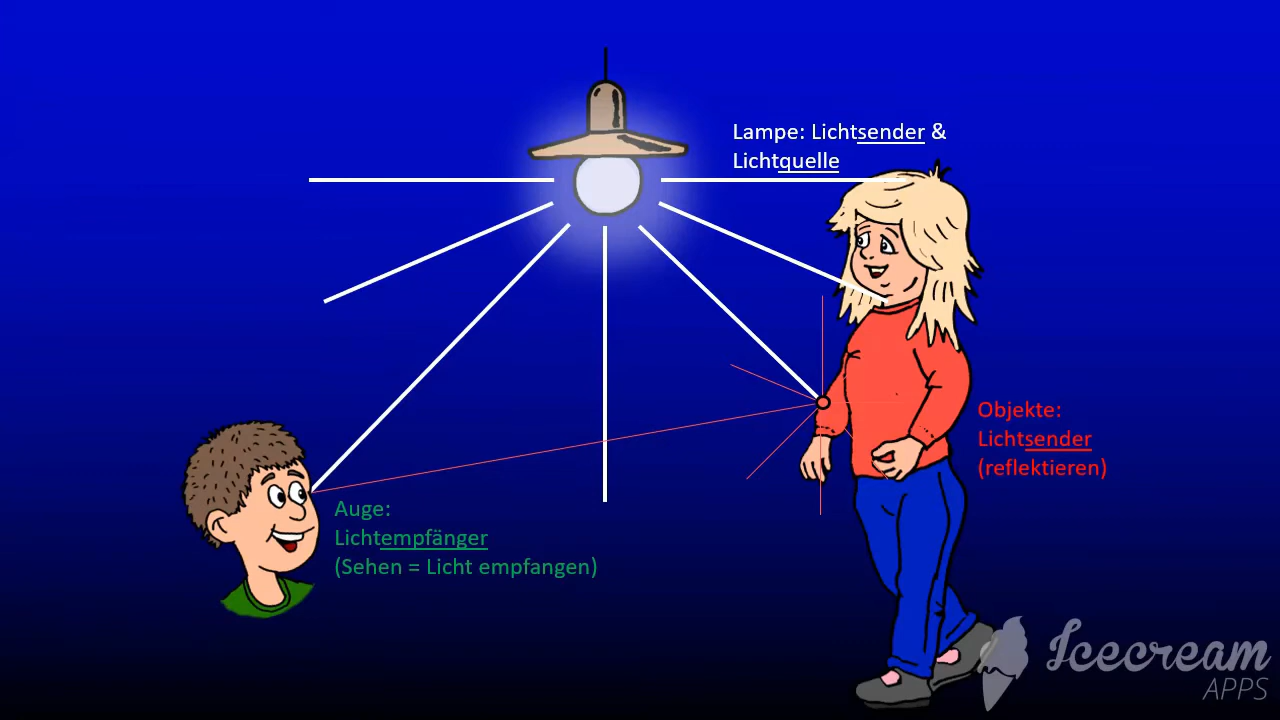 Lampe: Lichtsender &
Lichtquelle
Objekte:
Lichtsender
(reflektieren)
Auge:
Lichtempfänger
(Sehen = Licht empfangen)
Icecream
APPS